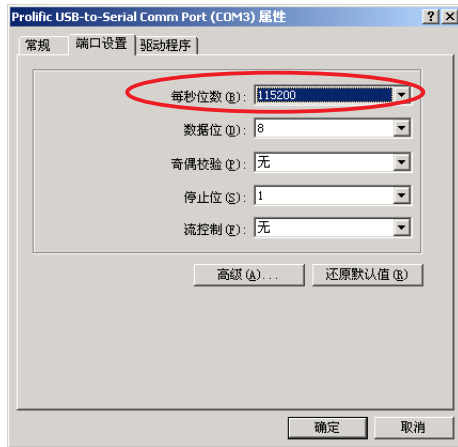 Prolific USB-to-Serial Comm Port (COM3) 属性
常规 端口设置 驱动程序
每秒位数(B): 115200
数据位(D): 8
奇偶校验(P): 无
停止位(S): 1
流控制(F): 无
高级(A)... 还原默认值(R)
确定 取消